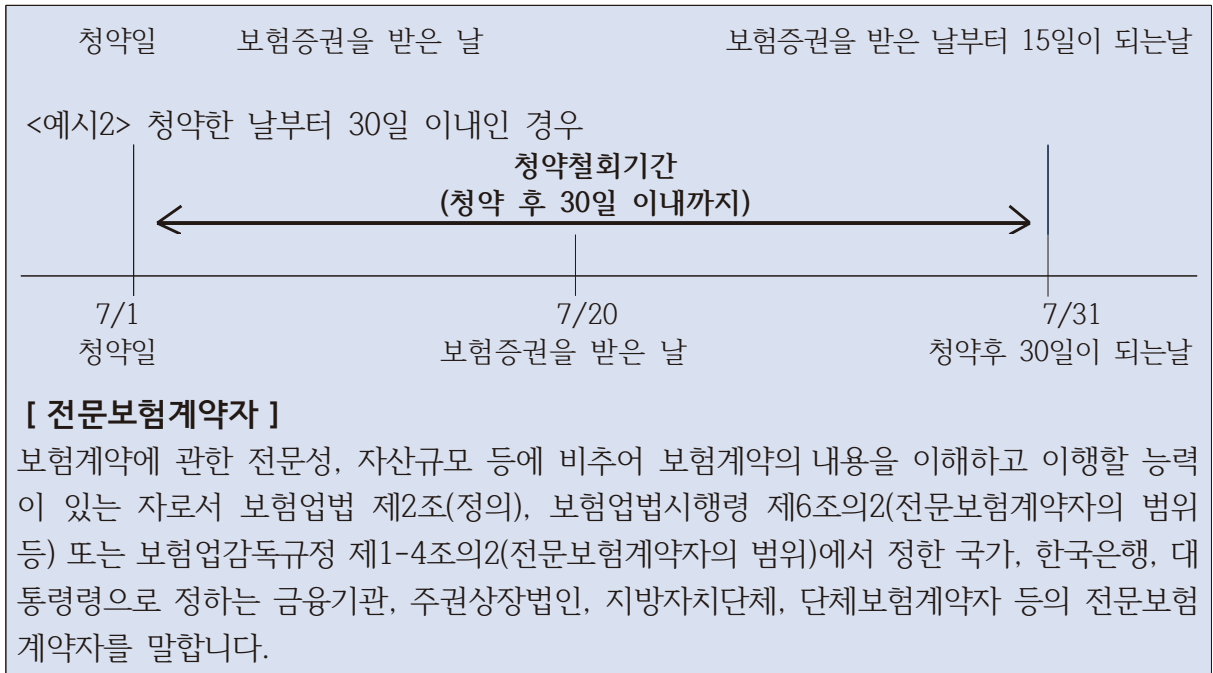 청약일 보험증권을 받은 날 보험증권을 받은 날부터 15일이 되는날
<예시2> 청약한 날부터 30일 이내인 경우
청약철회기간
(청약 후 30일 이내까지)
7/1 7/20 7/31
청약일 보험증권을 받은 날 청약후 30일이 되는날
[ 전문보험계약자 ]
보험계약에 관한 전문성, 자산규모 등에 비추어 보험계약의 내용을 이해하고 이행할 능력
이 있는 자로서 보험업법 제2조(정의), 보험업법시행령 제6조의2(전문보험계약자의 범위
등) 또는 보험업감독규정 제1-4조의2(전문보험계약자의 범위)에서 정한 국가, 한국은행, 대
통령령으로 정하는 금융기관, 주권상장법인, 지방자치단체, 단체보험계약자 등의 전문보험
계약자를 말합니다.